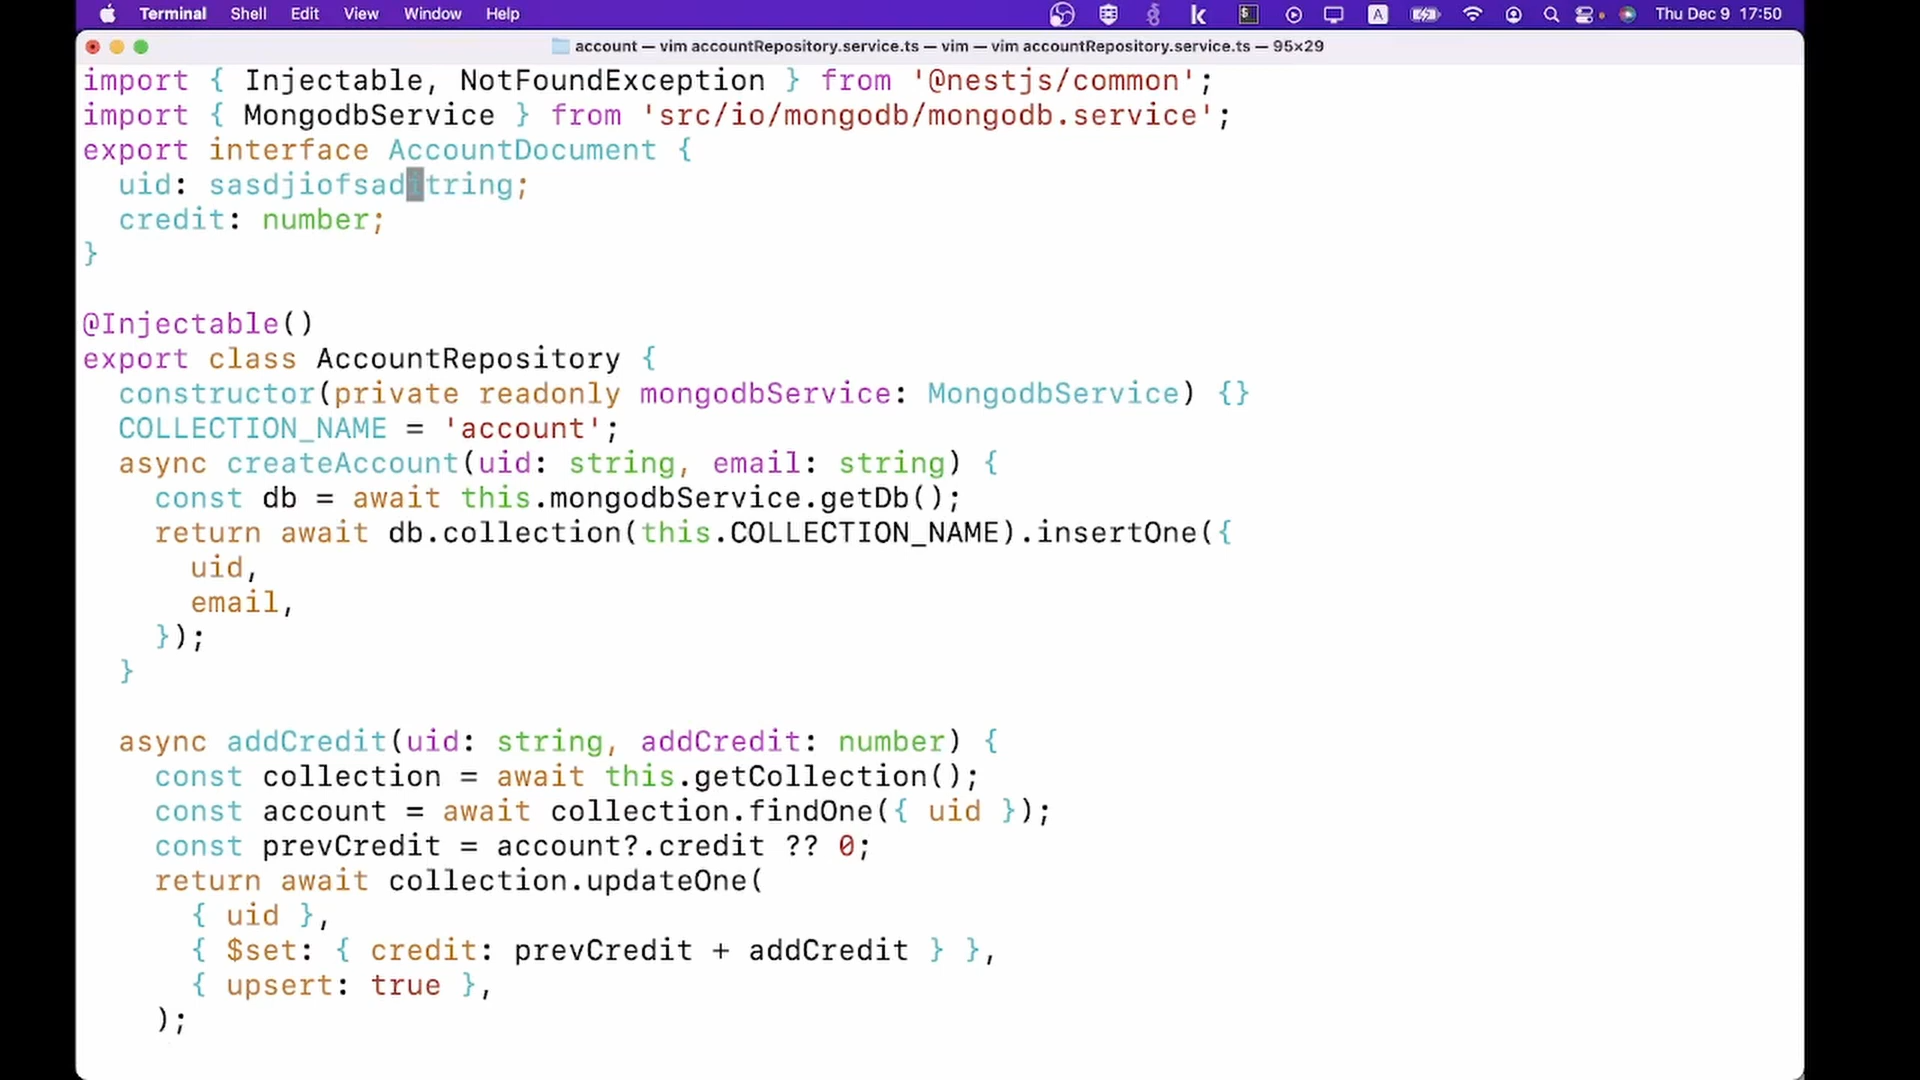 Terminal Shell Edit View Window Help A Thu Dec 9 17:50
account — vim accountRepository.service.ts — vim — vim accountRepository.service.ts — 95×29
import { Injectable, NotFoundException } from '@nestjs/common';
import { MongodbService } from 'src/io/mongodb/mongodb.service';
export interface AccountDocument {
  uid: sasdjiofsaditring;
  credit: number;
}
@Injectable()
export class AccountRepository {
  constructor(private readonly mongodbService: MongodbService) {}
  COLLECTION_NAME = 'account';
  async createAccount(uid: string, email: string) {
    const db = await this.mongodbService.getDb();
    return await db.collection(this.COLLECTION_NAME).insertOne({
      uid,
      email,
    });
  }
  async addCredit(uid: string, addCredit: number) {
    const collection = await this.getCollection();
    const account = await collection.findOne({ uid });
    const prevCredit = account?.credit ?? 0;
    return await collection.updateOne(
      { uid },
      { $set: { credit: prevCredit + addCredit } },
      { upsert: true },
    );